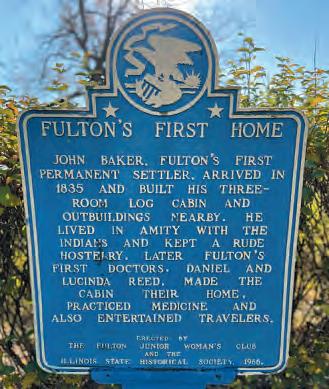 FULTON'S FIRST HOME
JOHN BAKER, FULTON'S FIRST
PERMANENT SETTLER, ARRIVED IN
1835 AND BUILT HIS THREE-
ROOM LOG CABIN AND
OUTBUILDINGS NEARBY. HE
LIVED IN AMITY WITH THE
INDIANS AND KEPT A RUDE
HOSTELRY. LATER FULTON'S
FIRST DOCTORS, DANIEL AND
LUCINDA REED, MADE THE
CABIN THEIR HOME,
PRACTICED MEDICINE AND
ALSO ENTERTAINED TRAVELERS.
ERECTED BY
THE FULTON JUNIOR WOMAN'S CLUB
AND THE
ILLINOIS STATE HISTORICAL SOCIETY, 1966.